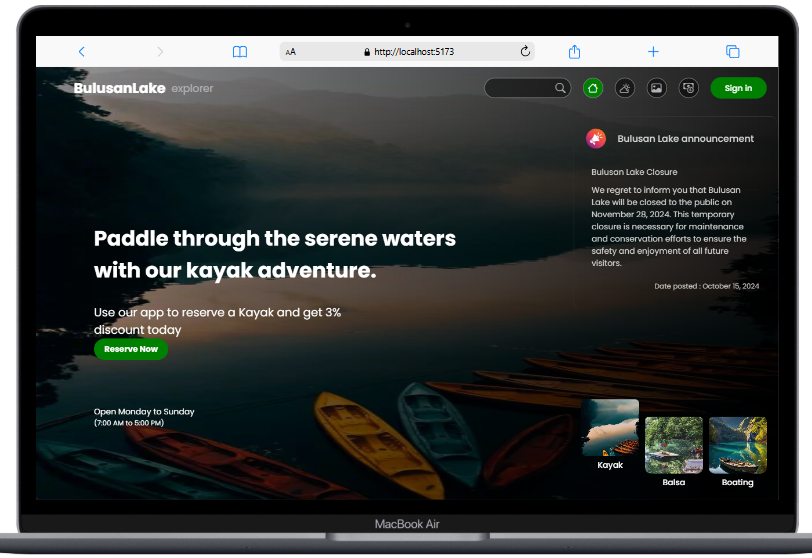 AA http://localhost:5173
BulusanLake explorer
Sign in
Bulusan Lake announcement
Bulusan Lake Closure
We regret to inform you that Bulusan
Lake will be closed to the public on
November 28, 2024. This temporary
closure is necessary for maintenance
and conservation efforts to ensure the
safety and enjoyment of all future
visitors.
Date posted : October 15, 2024
Paddle through the serene waters
with our kayak adventure.
Use our app to reserve a Kayak and get 3%
discount today
Reserve Now
Open Monday to Sunday
(7:00 AM to 5:00 PM)
Kayak
Balsa
Boating
MacBook Air